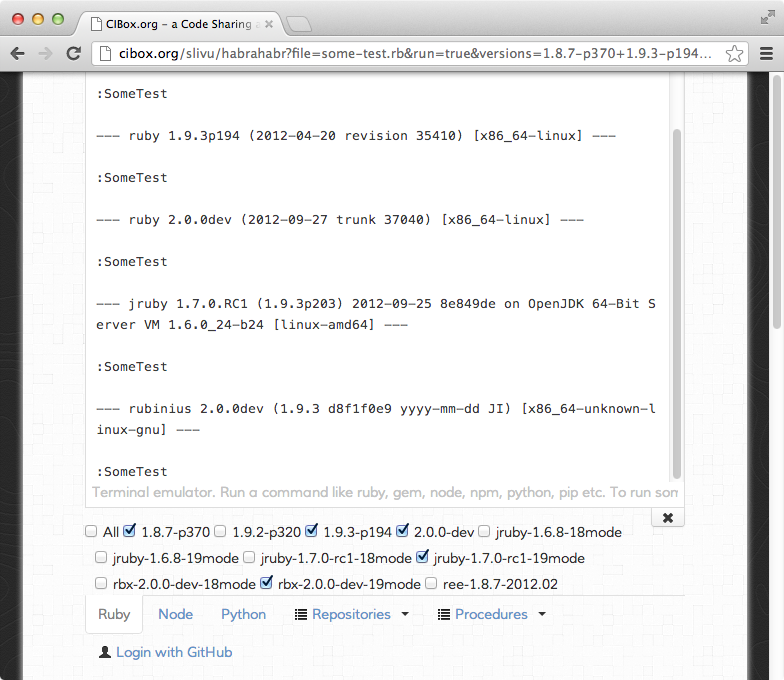 CIBox.org – a Code Sharing
cibox.org/slivu/habrahabr?file=some-test.rb&run=true&versions=1.8.7-p370+1.9.3-p194...
:SomeTest
--- ruby 1.9.3p194 (2012-04-20 revision 35410) [x86_64-linux] ---
:SomeTest
--- ruby 2.0.0dev (2012-09-27 trunk 37040) [x86_64-linux] ---
:SomeTest
--- jruby 1.7.0.RC1 (1.9.3p203) 2012-09-25 8e849de on OpenJDK 64-Bit S
erver VM 1.6.0_24-b24 [linux-amd64] ---
:SomeTest
--- rubinius 2.0.0dev (1.9.3 d8f1f0e9 yyyy-mm-dd JI) [x86_64-unknown-l
inux-gnu] ---
:SomeTest
Terminal emulator. Run a command like ruby, gem, node, npm, python, pip etc. To run som
All 1.8.7-p370 1.9.2-p320 1.9.3-p194 2.0.0-dev jruby-1.6.8-18mode
jruby-1.6.8-19mode jruby-1.7.0-rc1-18mode jruby-1.7.0-rc1-19mode
rbx-2.0.0-dev-18mode rbx-2.0.0-dev-19mode ree-1.8.7-2012.02
Ruby Node Python Repositories Procedures
Login with GitHub